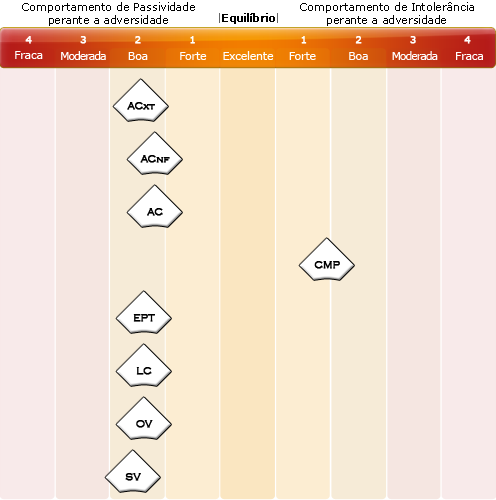 Comportamento de Passividade perante a adversidade
|Equilíbrio|
Comportamento de Intolerância perante a adversidade
4 3 2 1 1 2 3 4
Fraca Moderada Boa Forte Excelente Forte Boa Moderada Fraca
ACXT
ACNF
AC
CMP
EPT
LC
OV
SV